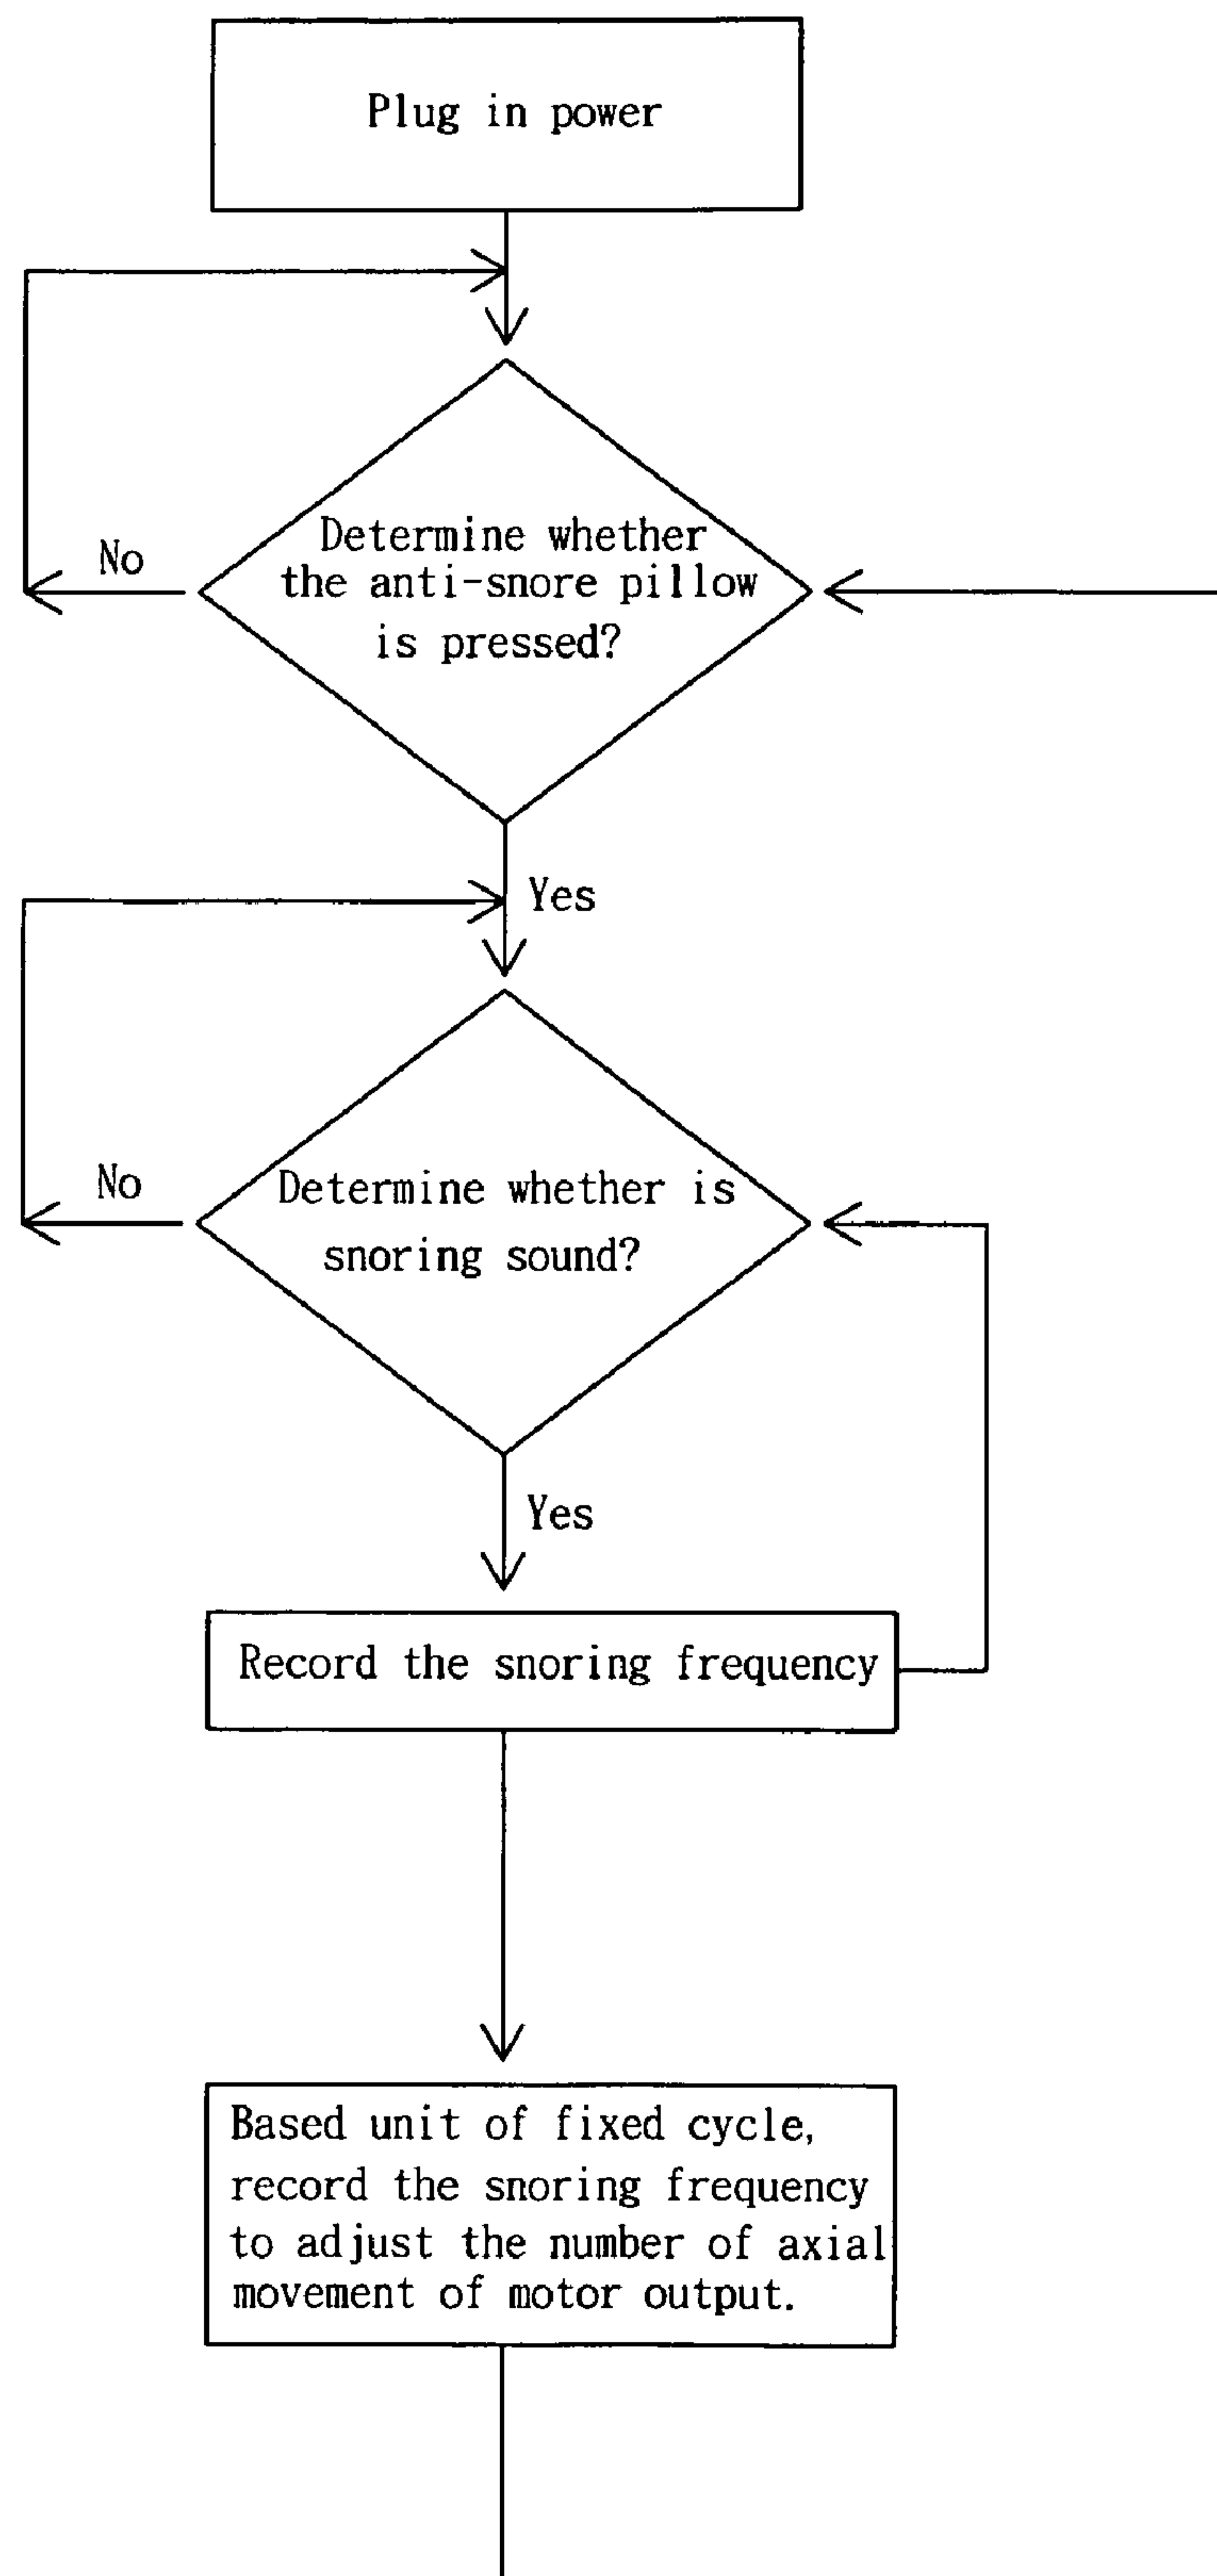 Plug in power
No
Determine whether
the anti-snore pillow
is pressed?
Yes
No
Determine whether is
snoring sound?
Yes
Record the snoring frequency
Based unit of fixed cycle,
record the snoring frequency
to adjust the number of axial
movement of motor output.